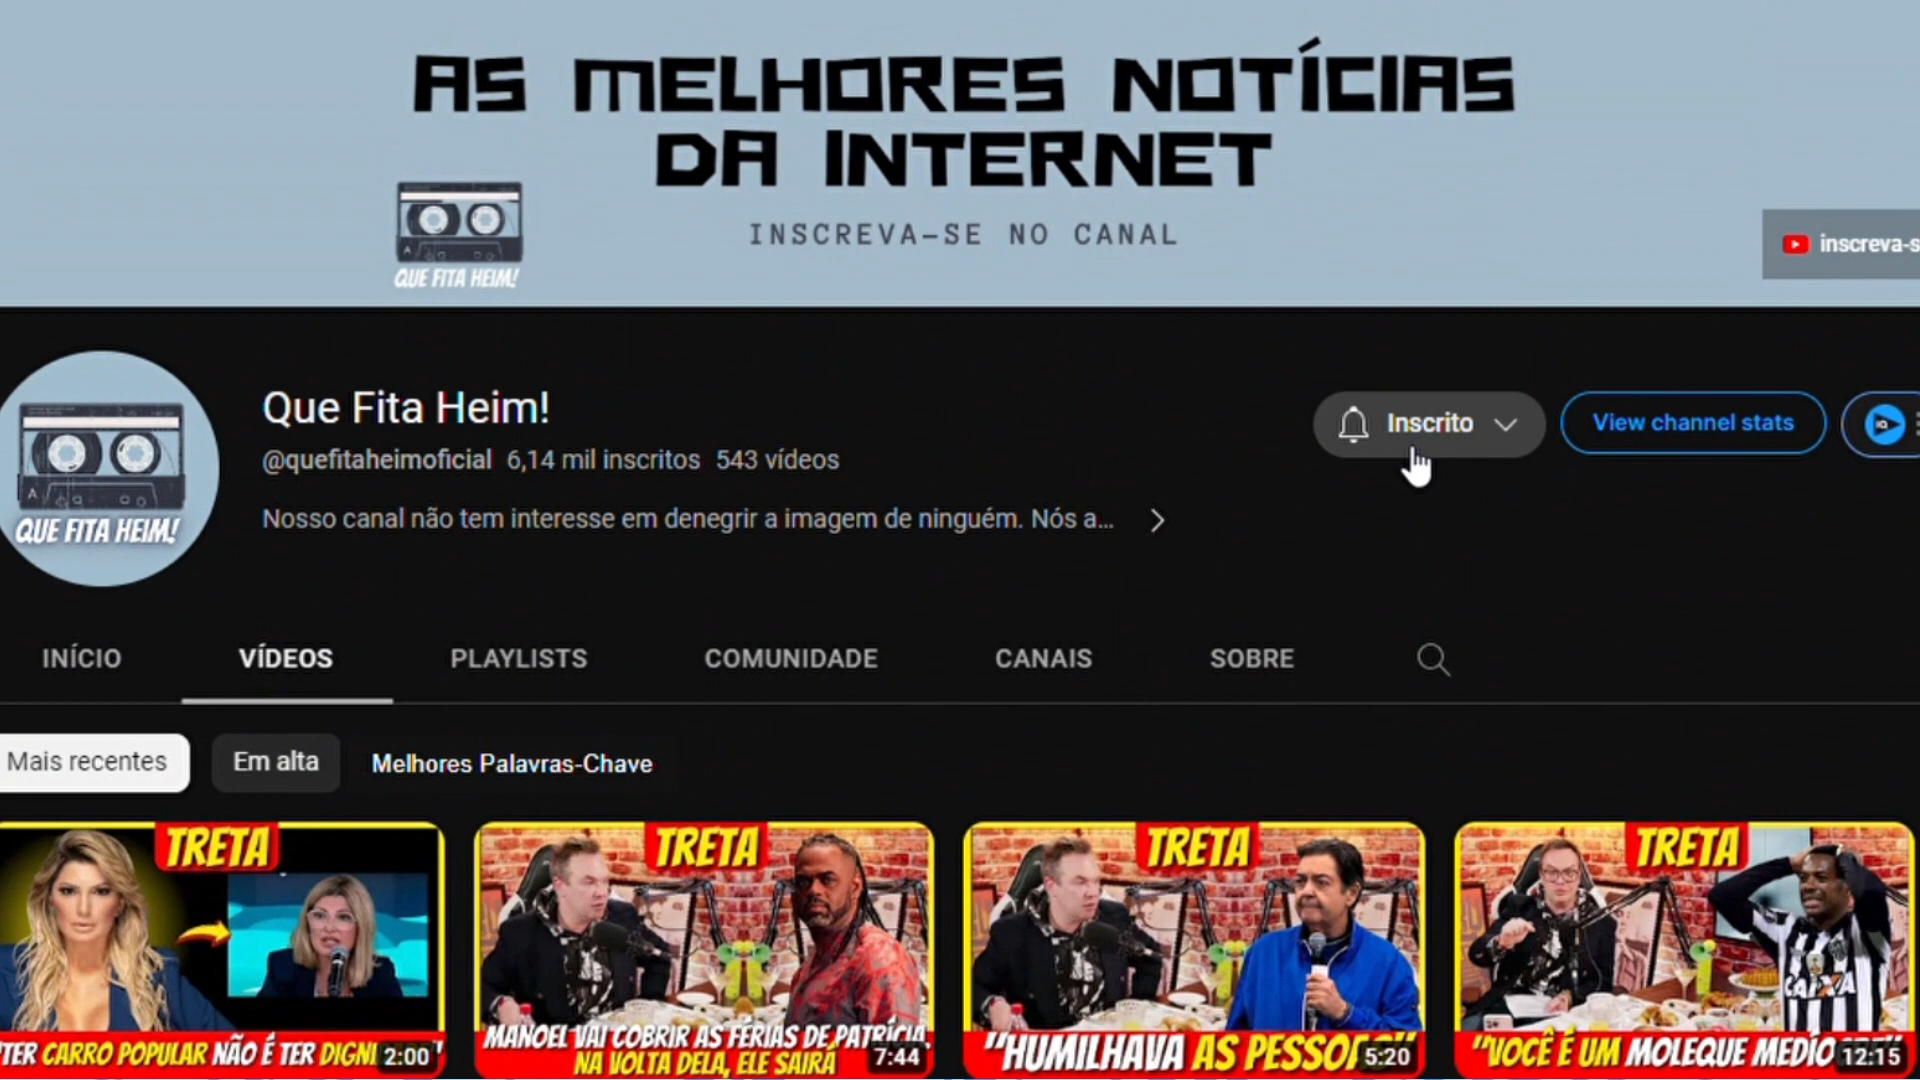 AS MELHORES NOTÍCIAS
DA INTERNET
INSCREVA-SE NO CANAL
QUE FITA HEIM!
inscreva-s
Que Fita Heim!
@quefitaheimoficial 6,14 mil inscritos 543 vídeos
Nosso canal não tem interesse em denegrir a imagem de ninguém. Nós a...
Inscrito
View channel stats
A
QUE FITA HEIM!
INÍCIO VÍDEOS PLAYLISTS COMUNIDADE CANAIS SOBRE
Mais recentes Em alta Melhores Palavras-Chave
TRETA
"TER CARRO POPULAR NÃO É TER DIGNI
2:00
TRETA
MANOEL VAI COBRIR AS FÉRIAS DE PATRÍCIA,
NA VOLTA DELA, ELE SAIRÁ
7:44
TRETA
"HUMILHAVA AS PESSOAS"
5:20
TRETA
CAIXA
"VOCÊ É UM MOLEQUE MEDÍO
12:15